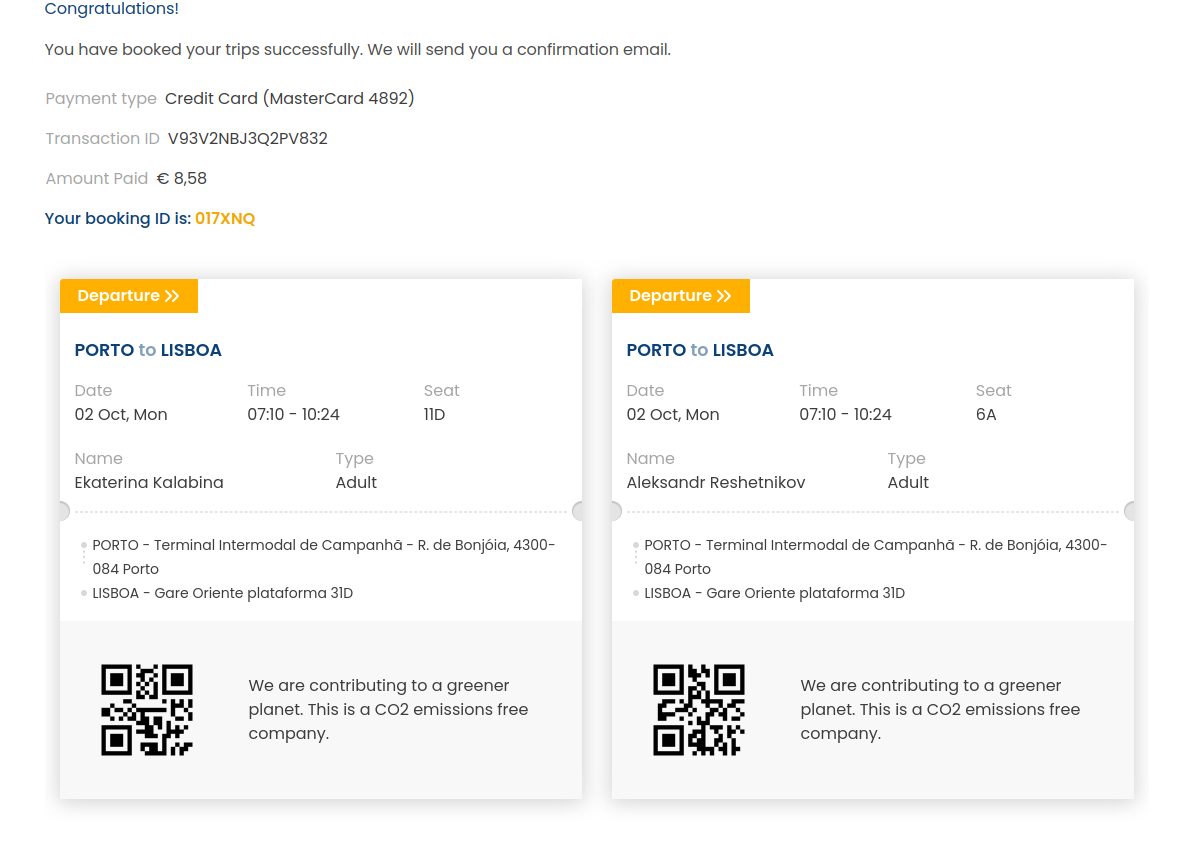 Congratulations!
You have booked your trips successfully. We will send you a confirmation email.
Payment type Credit Card (MasterCard 4892)
Transaction ID V93V2NBJ3Q2PV832
Amount Paid € 8,58
Your booking ID is: 017XNQ
Departure
PORTO to LISBOA
Date Time Seat
02 Oct, Mon 07:10 - 10:24 11D
Name Type
Ekaterina Kalabina Adult
PORTO - Terminal Intermodal de Campanhã - R. de Bonjóia, 4300-
084 Porto
LISBOA - Gare Oriente plataforma 31D
We are contributing to a greener
planet. This is a CO2 emissions free
company.
Departure
PORTO to LISBOA
Date Time Seat
02 Oct, Mon 07:10 - 10:24 6A
Name Type
Aleksandr Reshetnikov Adult
PORTO - Terminal Intermodal de Campanhã - R. de Bonjóia, 4300-
084 Porto
LISBOA - Gare Oriente plataforma 31D
We are contributing to a greener
planet. This is a CO2 emissions free
company.